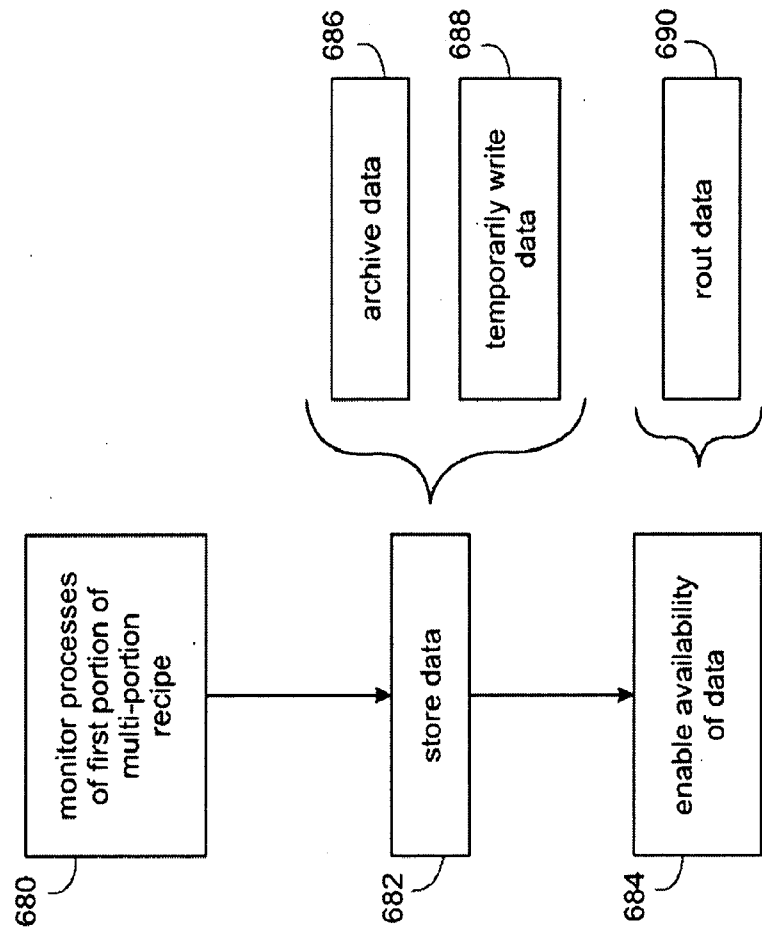 680
monitor processes
of first portion of
multi-portion
recipe
682
store data
684
enable availability
of data
686
archive data
688
temporarily write
data
690
rout data